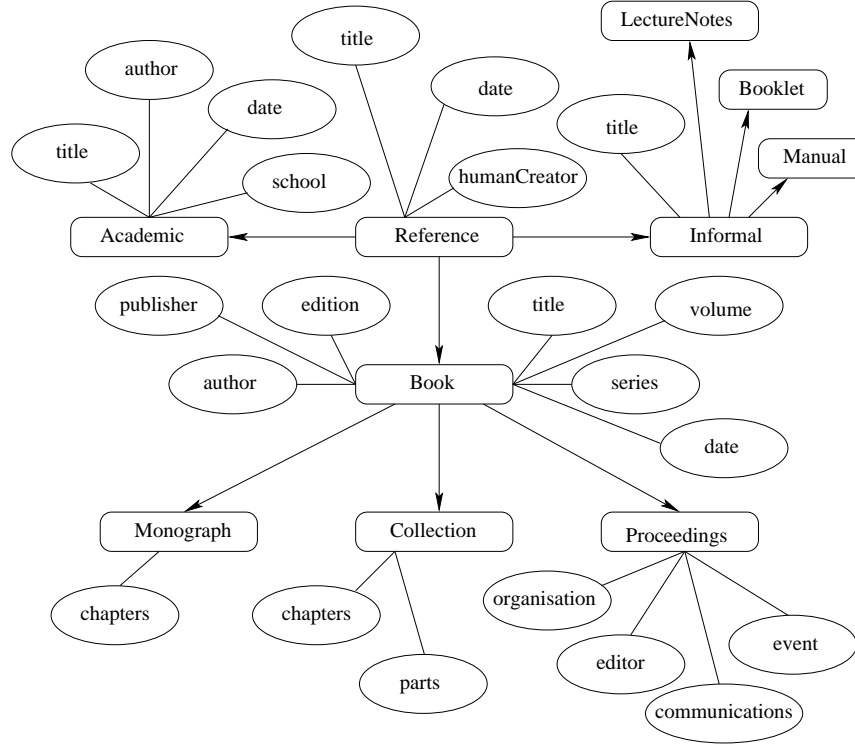 LectureNotes
title
author
Booklet
date
date
title
title
Manual
school
humanCreator
Academic
Reference
Informal
publisher
edition
title
volume
author
Book
series
date
Monograph
Collection
Proceedings
organisation
chapters
chapters
event
editor
parts
communications